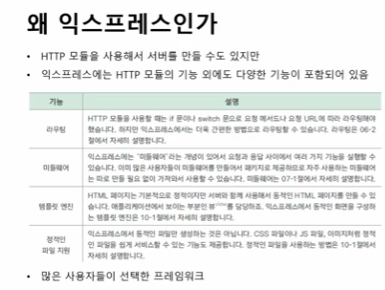 왜 익스프레스인가
• HTTP 모듈을 사용해서 서버를 만들 수도 있지만
• 익스프레스에는 HTTP 모듈의 기능 외에도 다양한 기능이 포함되어 있음
기능 설명
라우팅
HTTP 모듈을 사용할 때는 if 문이나 switch 문으로 요청 메서드나 요청 URL에 따라 라우팅해야
했습니다. 하지만 익스프레스에서는 더욱 간편한 방법으로 라우팅할 수 있습니다. 라우팅은 06-2
절에서 자세히 설명합니다.
미들웨어
익스프레스에는 "미들웨어"라는 개념이 있어서 요청과 응답 사이에서 여러 가지 기능을 실행할 수
있습니다. 이미 많은 사용자들이 미들웨어를 만들어서 패키지로 제공하므로 자주 사용하는 미들웨어
는 따로 만들 필요 없이 가져와서 사용할 수 있습니다. 미들웨어는 07-1절에서 자세히 설명합니다.
템플릿 엔진
HTML 페이지는 기본적으로 정적이지만 서버와 함께 사용해서 동적인 HTML 페이지를 만들 수 있
습니다. 애플리케이션에서 보이는 부분인 뷰를 담당하죠. 익스프레스에서 동적인 화면을 구성하
는 템플릿 엔진은 10-1절에서 자세히 설명합니다.
정적인
파일 지원
익스프레스에서 동적인 파일만 생성하는 것은 아닙니다. CSS 파일이나 JS 파일, 이미지처럼 정적
인 파일을 쉽게 서비스할 수 있는 기능도 제공합니다. 정적인 파일을 사용하는 방법은 10-1절에서
자세히 설명합니다.
• 많은 사용자들이 선택한 프레임워크